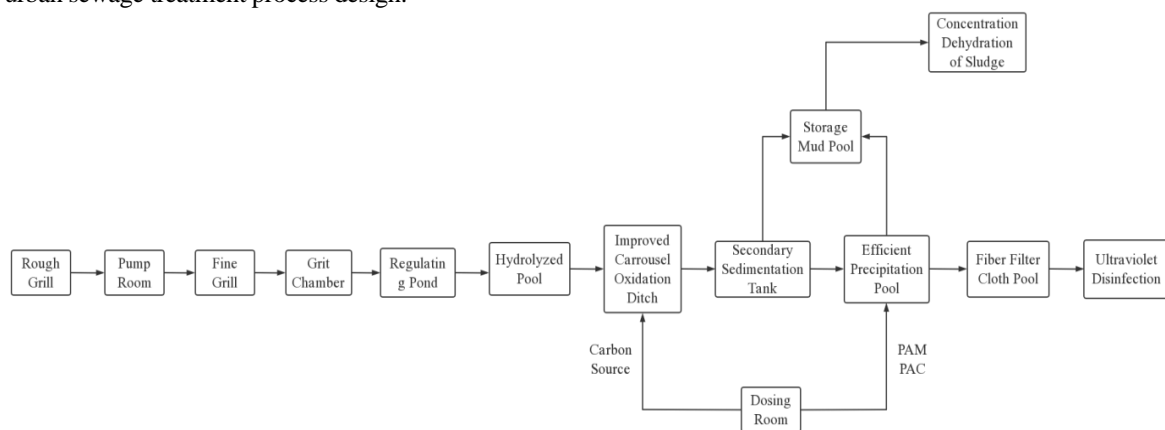 urban sewage treatment process design.
Concentration
Dehydration
of Sludge
Storage
Mud Pool
Rough
Grill
Pump
Room
Fine
Grill
Grit
Chamber
Regulatin
g Pond
Hydrolyzed
Pool
Improved
Carrousel
Oxidation
Ditch
Secondary
Sedimentation
Tank
Efficient
Precipitation
Pool
Fiber Filter
Cloth Pool
Ultraviolet
Disinfection
Carbon
Source
PAM
PAC
Dosing
Room